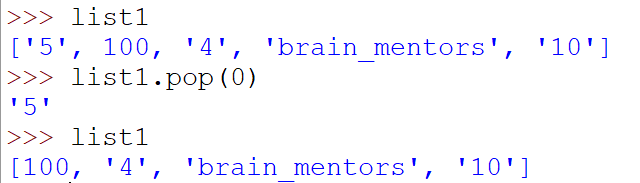 >>> list1
['5', 100, '4', 'brain_mentors', '10']
>>> list1.pop(0)
'5'
>>> list1
[100, '4', 'brain_mentors', '10']